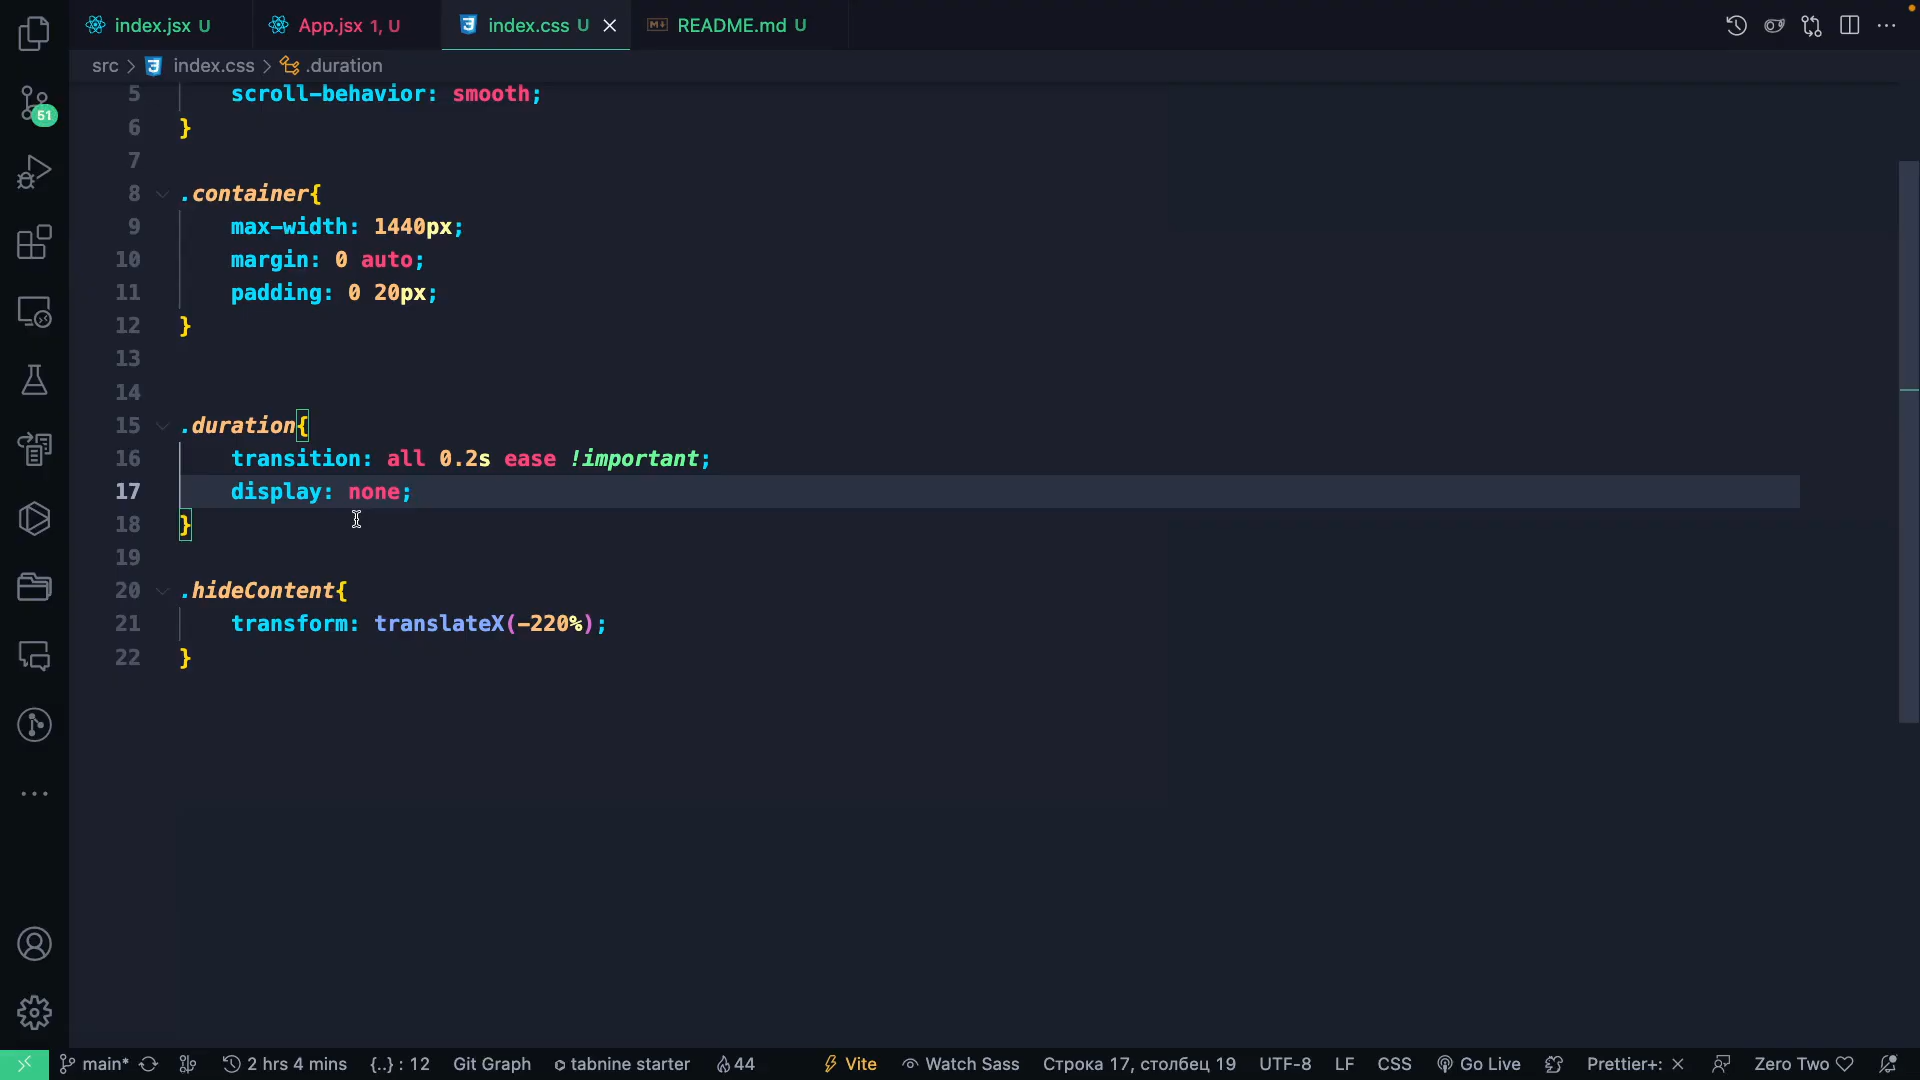 index.jsx U
App.jsx 1, U
index.css U
README.md U
src > index.css > .duration
5 scroll-behavior: smooth;
6 }
7
8 .container{
9 max-width: 1440px;
10 margin: 0 auto;
11 padding: 0 20px;
12 }
13
14
15 .duration{
16 transition: all 0.2s ease !important;
17 display: none;
18 }
19
20 .hideContent{
21 transform: translateX(-220%);
22 }
51
main* 2 hrs 4 mins {..} : 12 Git Graph tabnine starter 44 Vite Watch Sass Строка 17, столбец 19 UTF-8 LF CSS Go Live Prettier+: Zero Two